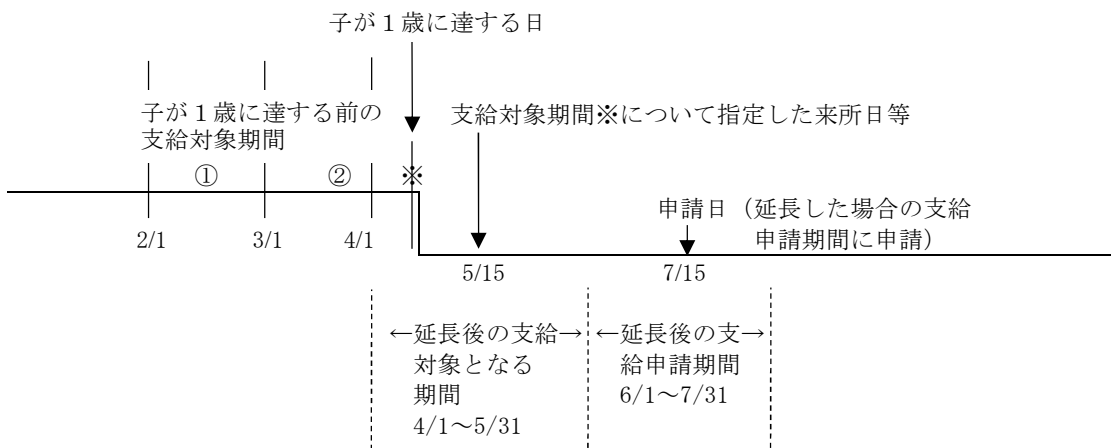 子が１歳に達する日
子が１歳に達する前の
支給対象期間
支給対象期間※について指定した来所日等
① ② ※
申請日（延長した場合の支給
申請期間に申請）
2/1 3/1 4/1
5/15 7/15
←延長後の支給→
対象となる
期間
4/1～5/31
←延長後の支→
給申請期間
6/1～7/31